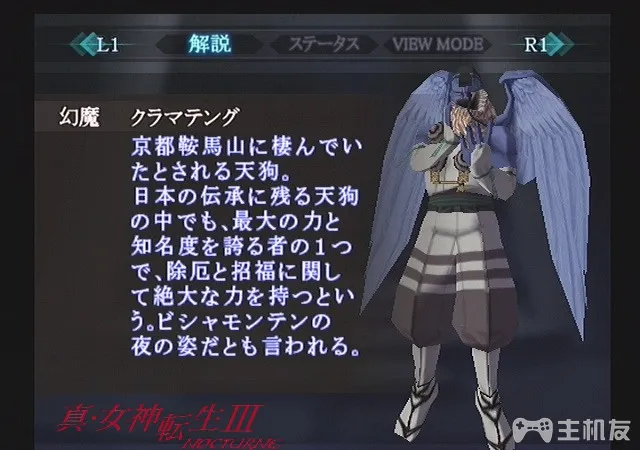 L1 解説 ステータス VIEW MODE R1
幻魔 クラマテング
京都鞍馬山に棲んでい
たとされる天狗。
日本の伝承に残る天狗
の中でも、最大の力と
知名度を誇る者の1つ
で、除厄と招福に関し
て絶大な力を持つとい
う。ビシャモンテンの
夜の姿だとも言われる。
真・女神転生III
NOCTURNE
主机友